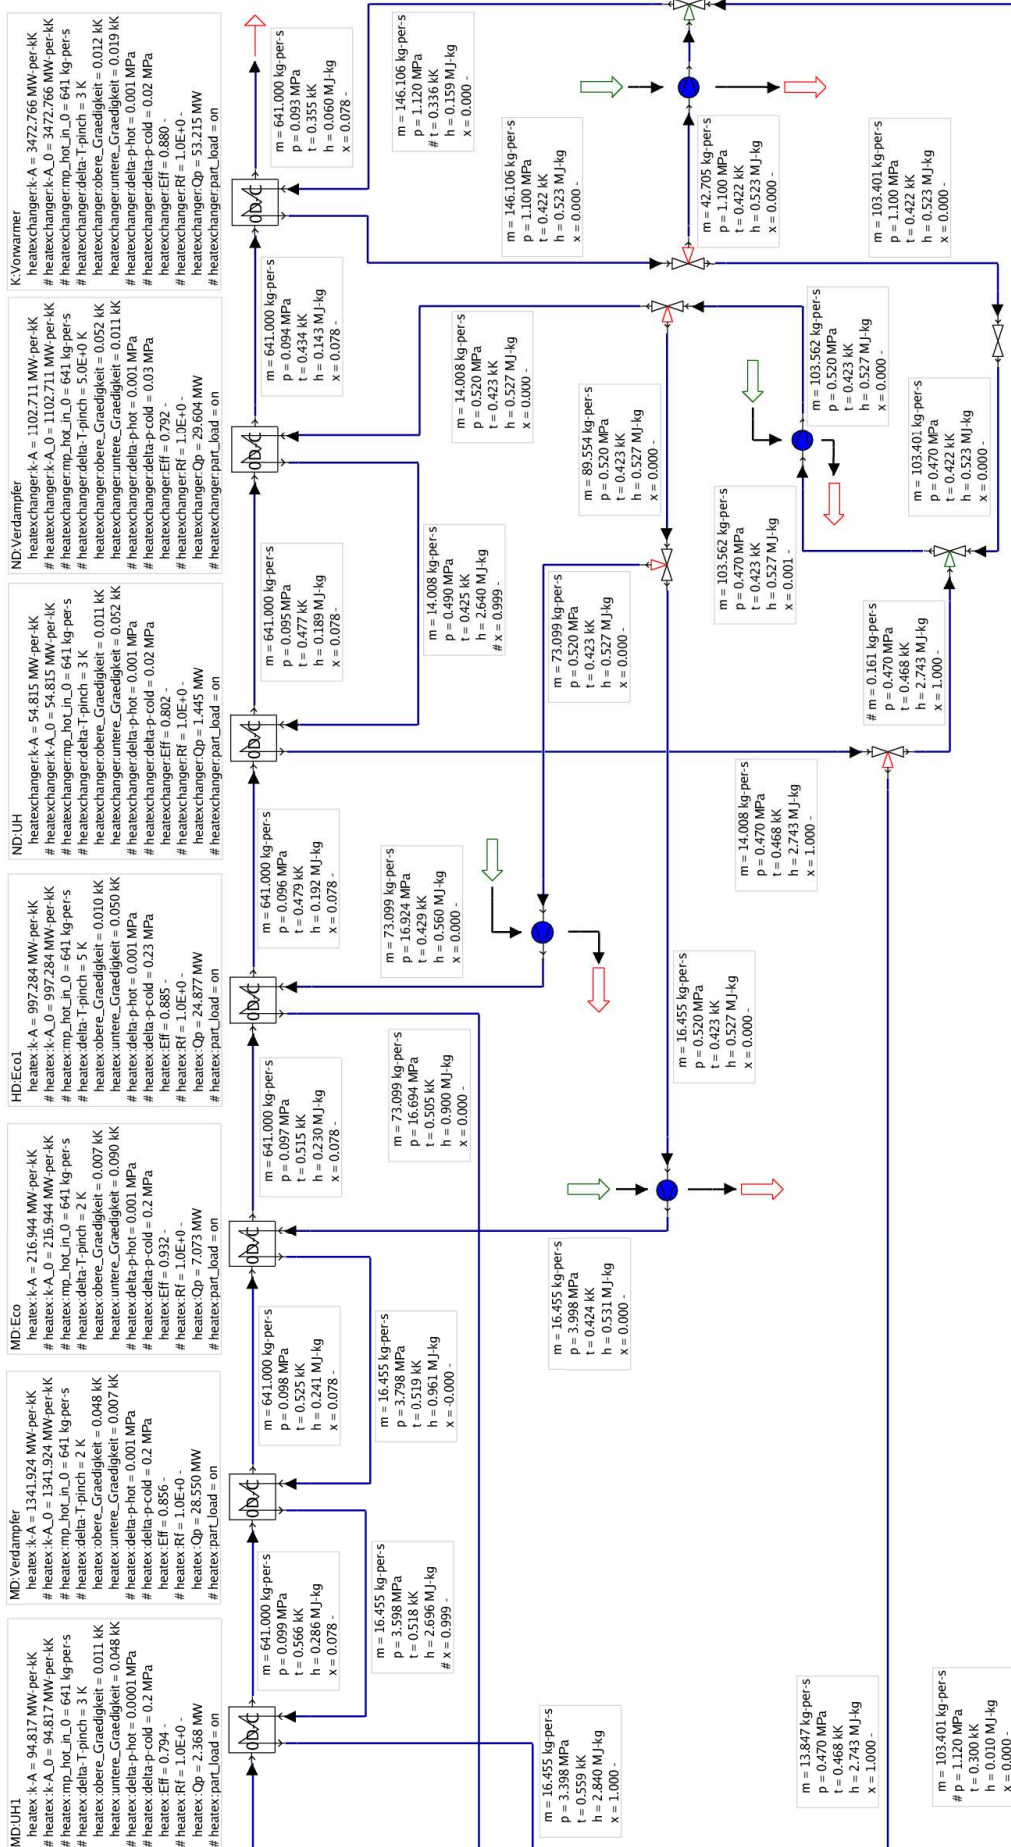 MD:UH1
heatex:k-A = 94.817 MW-per-kK
# heatex:k-A_0 = 94.817 MW-per-kK
# heatex:mp_hot_in_0 = 641 kg-per-s
# heatex:delta-T-pinch = 3 K
heatex:obere_Graedigkeit = 0.011 kK
heatex:untere_Graedigkeit = 0.048 kK
# heatex:delta-p-hot = 0.0001 MPa
# heatex:delta-p-cold = 0.2 MPa
heatex:Eff = 0.794 -
# heatex:Rf = 1.0E+0 -
heatex:Qp = 2.368 MW
# heatex:part_load = on
MD:Verdampfer
heatex:k-A = 1341.924 MW-per-kK
# heatex:k-A_0 = 1341.924 MW-per-kK
# heatex:mp_hot_in_0 = 641 kg-per-s
# heatex:delta-T-pinch = 2 K
heatex:obere_Graedigkeit = 0.048 kK
heatex:untere_Graedigkeit = 0.007 kK
# heatex:delta-p-hot = 0.001 MPa
# heatex:delta-p-cold = 0.2 MPa
heatex:Eff = 0.856 -
# heatex:Rf = 1.0E+0 -
heatex:Qp = 28.550 MW
# heatex:part_load = on
MD:Eco
heatex:k-A = 216.944 MW-per-kK
# heatex:k-A_0 = 216.944 MW-per-kK
# heatex:mp_hot_in_0 = 641 kg-per-s
# heatex:delta-T-pinch = 2 K
heatex:obere_Graedigkeit = 0.007 kK
heatex:untere_Graedigkeit = 0.090 kK
# heatex:delta-p-hot = 0.001 MPa
# heatex:delta-p-cold = 0.2 MPa
heatex:Eff = 0.932 -
# heatex:Rf = 1.0E+0 -
heatex:Qp = 7.073 MW
# heatex:part_load = on
HD:Eco1
heatex:k-A = 997.284 MW-per-kK
# heatex:k-A_0 = 997.284 MW-per-kK
# heatex:mp_hot_in_0 = 641 kg-per-s
# heatex:delta-T-pinch = 5 K
heatex:obere_Graedigkeit = 0.010 kK
heatex:untere_Graedigkeit = 0.050 kK
# heatex:delta-p-hot = 0.001 MPa
# heatex:delta-p-cold = 0.23 MPa
heatex:Eff = 0.885 -
# heatex:Rf = 1.0E+0 -
heatex:Qp = 24.877 MW
# heatex:part_load = on
ND:UH
heatexchanger:k-A = 54.815 MW-per-kK
# heatexchanger:k-A_0 = 54.815 MW-per-kK
# heatexchanger:mp_hot_in_0 = 641 kg-per-s
# heatexchanger:delta-T-pinch = 3 K
heatexchanger:obere_Graedigkeit = 0.011 kK
heatexchanger:untere_Graedigkeit = 0.052 kK
# heatexchanger:delta-p-hot = 0.001 MPa
# heatexchanger:delta-p-cold = 0.02 MPa
heatexchanger:Eff = 0.802 -
# heatexchanger:Rf = 1.0E+0 -
heatexchanger:Qp = 1.445 MW
# heatexchanger:part_load = on
ND:Verdampfer
heatexchanger:k-A = 1102.711 MW-per-kK
# heatexchanger:k-A_0 = 1102.711 MW-per-kK
# heatexchanger:mp_hot_in_0 = 641 kg-per-s
# heatexchanger:delta-T-pinch = 5.0E+0 K
heatexchanger:obere_Graedigkeit = 0.052 kK
heatexchanger:untere_Graedigkeit = 0.011 kK
# heatexchanger:delta-p-hot = 0.001 MPa
# heatexchanger:delta-p-cold = 0.03 MPa
heatexchanger:Eff = 0.792 -
# heatexchanger:Rf = 1.0E+0 -
heatexchanger:Qp = 29.604 MW
# heatexchanger:part_load = on
K:Vorwarmer
heatexchanger:k-A = 3472.766 MW-per-kK
# heatexchanger:k-A_0 = 3472.766 MW-per-kK
# heatexchanger:mp_hot_in_0 = 641 kg-per-s
# heatexchanger:delta-T-pinch = 3 K
heatexchanger:obere_Graedigkeit = 0.012 kK
heatexchanger:untere_Graedigkeit = 0.019 kK
# heatexchanger:delta-p-hot = 0.001 MPa
# heatexchanger:delta-p-cold = 0.02 MPa
heatexchanger:Eff = 0.880 -
# heatexchanger:Rf = 1.0E+0 -
heatexchanger:Qp = 53.215 MW
# heatexchanger:part_load = on
0D/C
0D/C
0D/C
0D/C
0D/C
0D/C
0D/C
m = 641.000 kg-per-s
p = 0.099 MPa
t = 0.566 kK
h = 0.286 MJ-kg
x = 0.078 -
m = 641.000 kg-per-s
p = 0.098 MPa
t = 0.525 kK
h = 0.241 MJ-kg
x = 0.078 -
m = 641.000 kg-per-s
p = 0.097 MPa
t = 0.515 kK
h = 0.230 MJ-kg
x = 0.078 -
m = 641.000 kg-per-s
p = 0.096 MPa
t = 0.479 kK
h = 0.192 MJ-kg
x = 0.078 -
m = 641.000 kg-per-s
p = 0.095 MPa
t = 0.477 kK
h = 0.189 MJ-kg
x = 0.078 -
m = 641.000 kg-per-s
p = 0.094 MPa
t = 0.434 kK
h = 0.143 MJ-kg
x = 0.078 -
m = 641.000 kg-per-s
p = 0.093 MPa
t = 0.355 kK
h = 0.060 MJ-kg
x = 0.078 -
m = 16.455 kg-per-s
p = 3.598 MPa
t = 0.518 kK
h = 2.696 MJ-kg
# x = 0.999 -
m = 16.455 kg-per-s
p = 3.798 MPa
t = 0.519 kK
h = 0.961 MJ-kg
x = -0.000 -
m = 73.099 kg-per-s
p = 16.694 MPa
t = 0.505 kK
h = 0.900 MJ-kg
x = 0.000 -
m = 73.099 kg-per-s
p = 16.924 MPa
t = 0.429 kK
h = 0.560 MJ-kg
x = 0.000 -
m = 14.008 kg-per-s
p = 0.490 MPa
t = 0.425 kK
h = 2.640 MJ-kg
# x = 0.999 -
m = 14.008 kg-per-s
p = 0.520 MPa
t = 0.423 kK
h = 0.527 MJ-kg
x = 0.000 -
m = 146.106 kg-per-s
p = 1.120 MPa
# t = 0.336 kK
h = 0.159 MJ-kg
x = 0.000 -
m = 16.455 kg-per-s
p = 3.398 MPa
t = 0.559 kK
h = 2.840 MJ-kg
x = 1.000 -
m = 16.455 kg-per-s
p = 3.998 MPa
t = 0.424 kK
h = 0.531 MJ-kg
x = 0.000 -
m = 73.099 kg-per-s
p = 0.520 MPa
t = 0.423 kK
h = 0.527 MJ-kg
x = 0.000 -
m = 89.554 kg-per-s
p = 0.520 MPa
t = 0.423 kK
h = 0.527 MJ-kg
x = 0.000 -
m = 146.106 kg-per-s
p = 1.100 MPa
t = 0.422 kK
h = 0.523 MJ-kg
x = 0.000 -
m = 16.455 kg-per-s
p = 0.520 MPa
t = 0.423 kK
h = 0.527 MJ-kg
x = 0.000 -
m = 14.008 kg-per-s
p = 0.470 MPa
t = 0.468 kK
h = 2.743 MJ-kg
x = 1.000 -
m = 103.562 kg-per-s
p = 0.470 MPa
t = 0.423 kK
h = 0.527 MJ-kg
x = 0.001 -
m = 103.562 kg-per-s
p = 0.520 MPa
t = 0.423 kK
h = 0.527 MJ-kg
x = 0.000 -
m = 42.705 kg-per-s
p = 1.100 MPa
t = 0.422 kK
h = 0.523 MJ-kg
x = 0.000 -
m = 13.847 kg-per-s
p = 0.470 MPa
t = 0.468 kK
h = 2.743 MJ-kg
x = 1.000 -
# m = 0.161 kg-per-s
p = 0.470 MPa
t = 0.468 kK
h = 2.743 MJ-kg
x = 1.000 -
m = 103.401 kg-per-s
p = 0.470 MPa
t = 0.422 kK
h = 0.523 MJ-kg
x = 0.000 -
m = 103.401 kg-per-s
p = 1.100 MPa
t = 0.422 kK
h = 0.523 MJ-kg
x = 0.000 -
m = 103.401 kg-per-s
# p = 1.120 MPa
t = 0.300 kK
h = 0.010 MJ-kg
x = 0.000 -